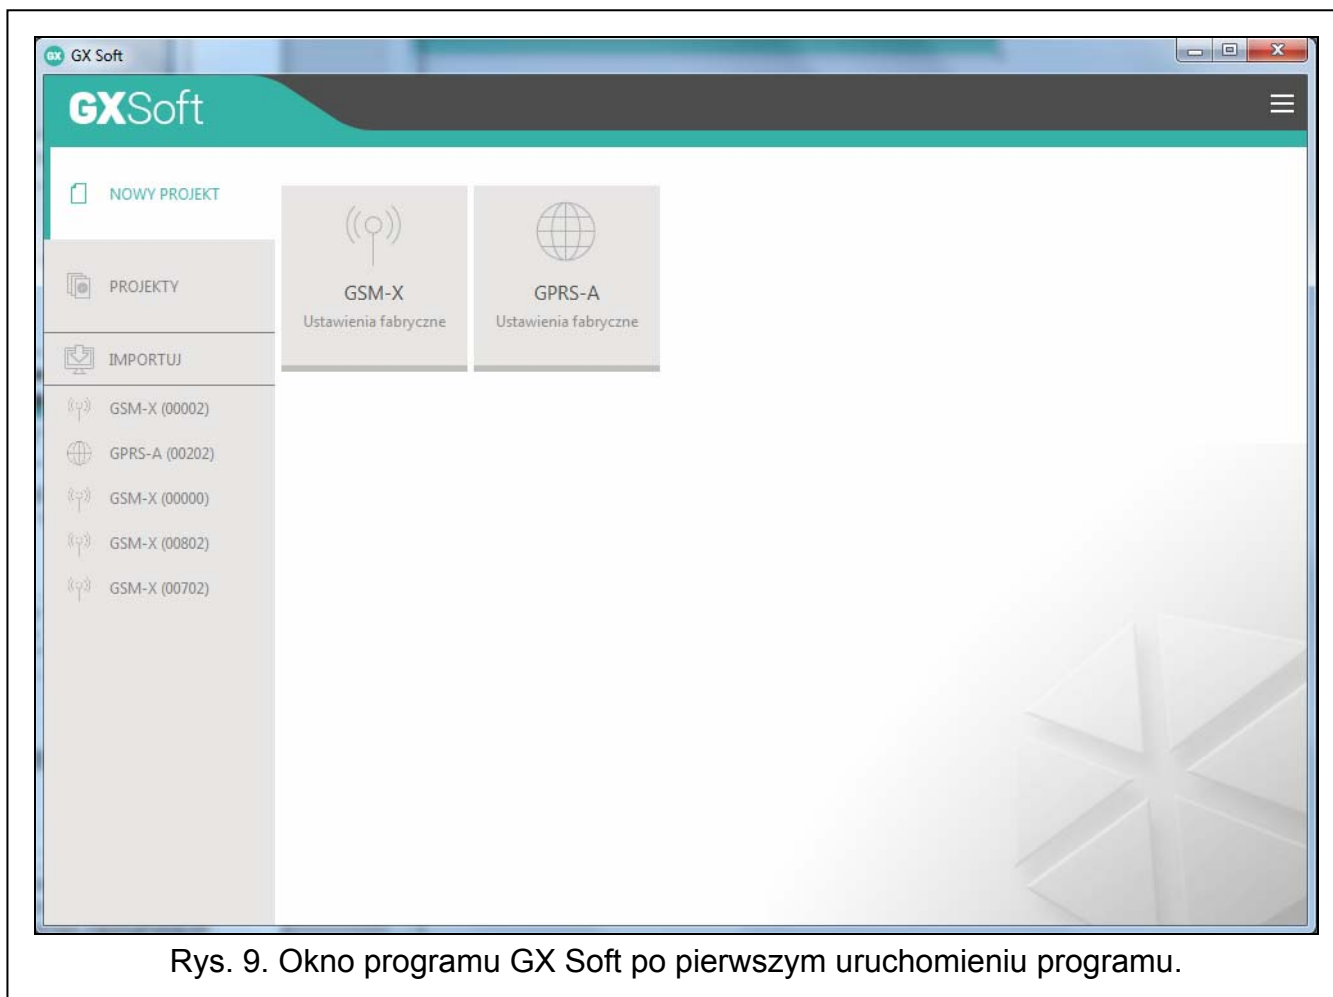 GX GX Soft
GXSoft
NOWY PROJEKT
PROJEKTY
IMPORTUJ
GSM-X (00002)
GPRS-A (00202)
GSM-X (00000)
GSM-X (00802)
GSM-X (00702)
GSM-X
Ustawienia fabryczne
GPRS-A
Ustawienia fabryczne
Rys. 9. Okno programu GX Soft po pierwszym uruchomieniu programu.